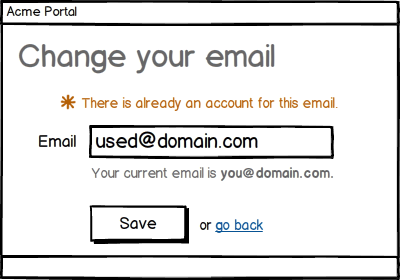 Acme Portal
Change your email
There is already an account for this email.
Email used@domain.com
Your current email is you@domain.com.
Save or go back